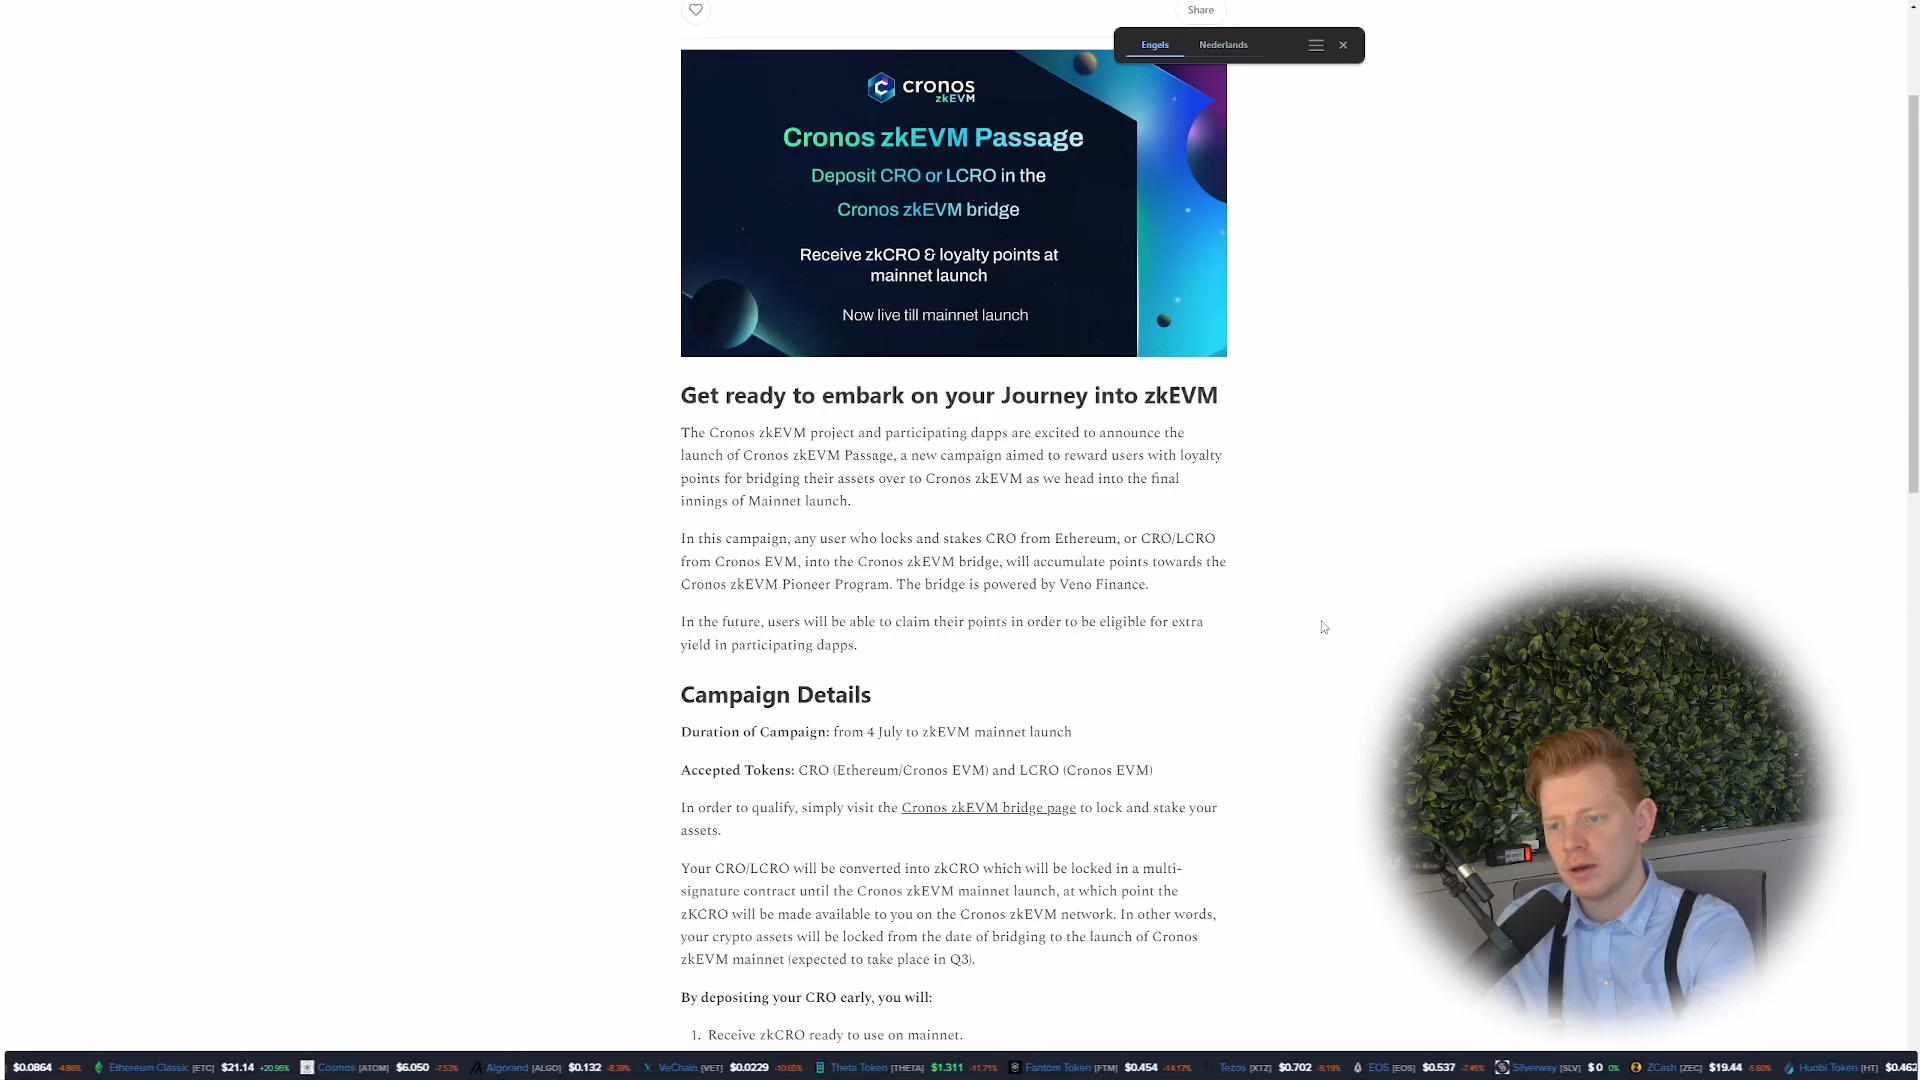 Share
Engels Nederlands
cronos
zkEVM
Cronos zkEVM Passage
Deposit CRO or LCRO in the
Cronos zkEVM bridge
Receive zkCRO & loyalty points at
mainnet launch
Now live till mainnet launch
Get ready to embark on your Journey into zkEVM
The Cronos zkEVM project and participating dapps are excited to announce the
launch of Cronos zkEVM Passage, a new campaign aimed to reward users with loyalty
points for bridging their assets over to Cronos zkEVM as we head into the final
innings of Mainnet launch.
In this campaign, any user who locks and stakes CRO from Ethereum, or CRO/LCRO
from Cronos EVM, into the Cronos zkEVM bridge, will accumulate points towards the
Cronos zkEVM Pioneer Program. The bridge is powered by Veno Finance.
In the future, users will be able to claim their points in order to be eligible for extra
yield in participating dapps.
Campaign Details
Duration of Campaign: from 4 July to zkEVM mainnet launch
Accepted Tokens: CRO (Ethereum/Cronos EVM) and LCRO (Cronos EVM)
In order to qualify, simply visit the Cronos zkEVM bridge page to lock and stake your
assets.
Your CRO/LCRO will be converted into zkCRO which will be locked in a multi-
signature contract until the Cronos zkEVM mainnet launch, at which point the
zKCRO will be made available to you on the Cronos zkEVM network. In other words,
your crypto assets will be locked from the date of bridging to the launch of Cronos
zkEVM mainnet (expected to take place in Q3).
By depositing your CRO early, you will:
1. Receive zkCRO ready to use on mainnet.
$0.0864 -4.86% Ethereum Classic [ETC] $21.14 +20.95% Cosmos [ATOM] $6.050 -7.53% Algorand [ALGO] $0.132 -8.39% VeChain [VET] $0.0229 -10.65% Theta Token [THETA] $1.311 -11.71% Fantom Token [FTM] $0.454 -14.17% Tezos [XTZ] $0.702 -8.19% EOS [EOS] $0.537 -7.45% Silverway [SLV] $ 0 0% ZCash [ZEC] $19.44 -5.60% Huobi Token [HT] $0.462